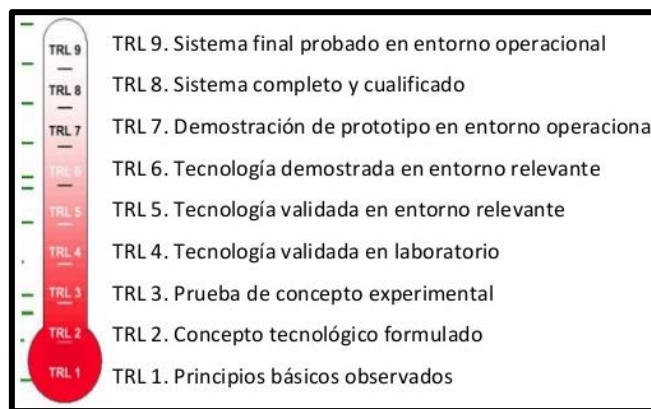 TRL 9 TRL 9. Sistema final probado en entorno operacional
TRL 8 TRL 8. Sistema completo y cualificado
TRL 7 TRL 7. Demostración de prototipo en entorno operaciona
TRL 6 TRL 6. Tecnología demostrada en entorno relevante
TRL 5 TRL 5. Tecnología validada en entorno relevante
TRL 4 TRL 4. Tecnología validada en laboratorio
TRL 3 TRL 3. Prueba de concepto experimental
TRL 2 TRL 2. Concepto tecnológico formulado
TRL 1 TRL 1. Principios básicos observados